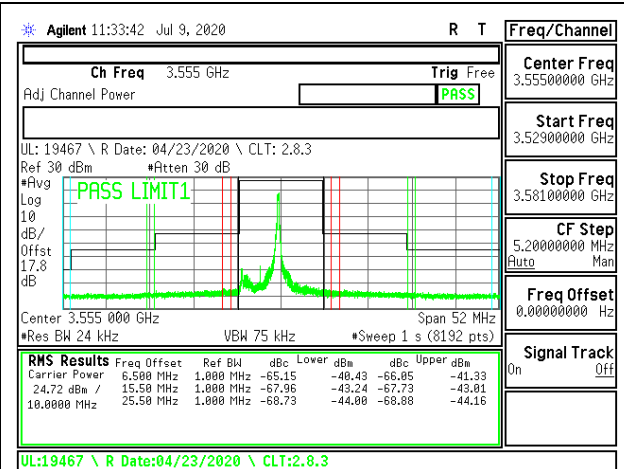 Agilent 11:33:42 Jul 9, 2020 R T
Freq/Channel
Ch Freq 3.555 GHz Trig Free
Adj Channel Power PASS
Center Freq
3.55500000 GHz
Start Freq
3.52900000 GHz
Stop Freq
3.58100000 GHz
CF Step
5.20000000 MHz
Auto Man
Freq Offset
0.00000000 Hz
Signal Track
On Off
UL: 19467 \ R Date: 04/23/2020 \ CLT: 2.8.3
Ref 30 dBm #Atten 30 dB
#Avg
Log
10
dB/
Offst
17.8
dB
PASS LIMIT1
Center 3.555 000 GHz Span 52 MHz
#Res BW 24 kHz VBW 75 kHz #Sweep 1 s (8192 pts)
RMS Results Freq Offset Ref BW dBc Lower dBm dBc Upper dBm
Carrier Power 6.500 MHz 1.000 MHz -65.15 -40.43 -66.05 -41.33
24.72 dBm / 15.50 MHz 1.000 MHz -67.96 -43.24 -67.73 -43.01
10.0000 MHz 25.50 MHz 1.000 MHz -68.73 -44.00 -68.88 -44.16
UL:19467 \ R Date:04/23/2020 \ CLT:2.8.3